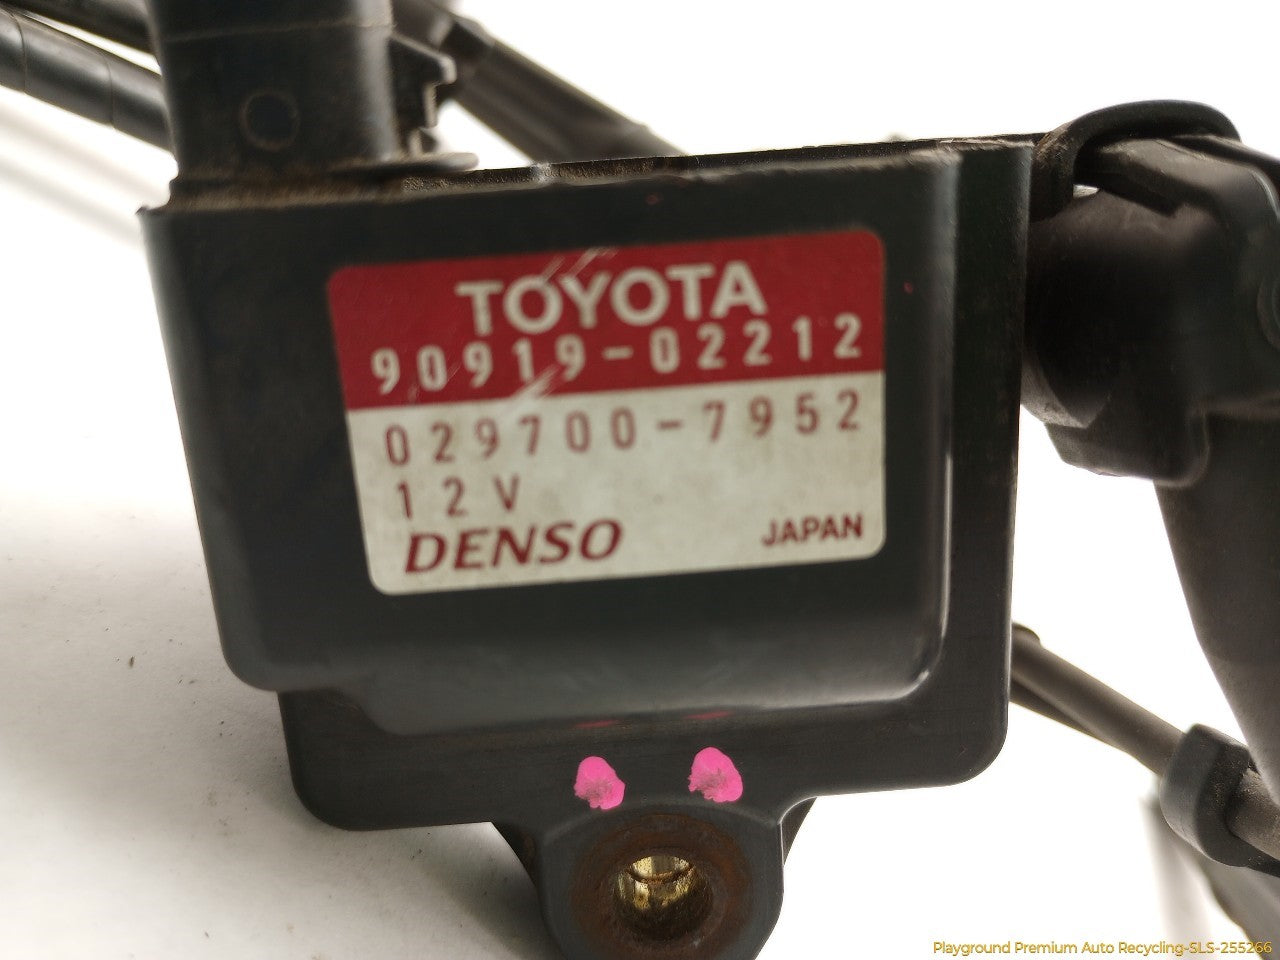 TOYOTA
90919-02212
029700-7952
12V
DENSO JAPAN
Playground Premium Auto Recycling-SLS-255266